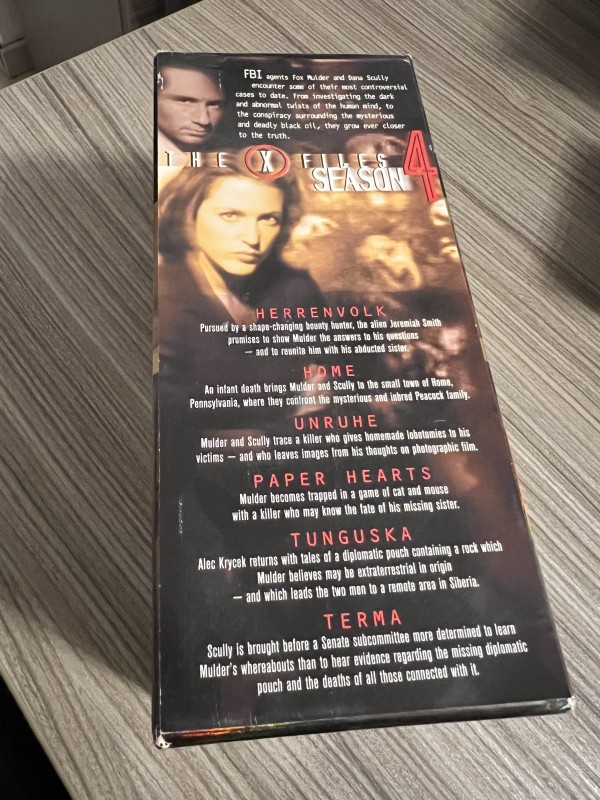 FBI agents Fox Mulder and Dana Scully
encounter some of their most controversial
cases to date. From investigating the dark
and abnormal twists of the human mind, to
the conspiracy surrounding the mysterious
and deadly black oil, they grow ever closer
to the truth.
THE X FILES
SEASON 4
HERRENVOLK
Pursued by a shape-changing bounty hunter, the alien Jeremiah Smith
promises to show Mulder the answers to his questions
– and to reunite him with his abducted sister.
HOME
An infant death brings Mulder and Scully to the small town of Home,
Pennsylvania, where they confront the mysterious and inbred Peacock family.
UNRUHE
Mulder and Scully trace a killer who gives homemade lobotomies to his
victims – and who leaves images from his thoughts on photographic film.
PAPER HEARTS
Mulder becomes trapped in a game of cat and mouse
with a killer who may know the fate of his missing sister.
TUNGUSKA
Alec Krycek returns with tales of a diplomatic pouch containing a rock which
Mulder believes may be extraterrestrial in origin
– and which leads the two men to a remote area in Siberia.
TERMA
Scully is brought before a Senate subcommittee more determined to learn
Mulder's whereabouts than to hear evidence regarding the missing diplomatic
pouch and the deaths of all those connected with it.